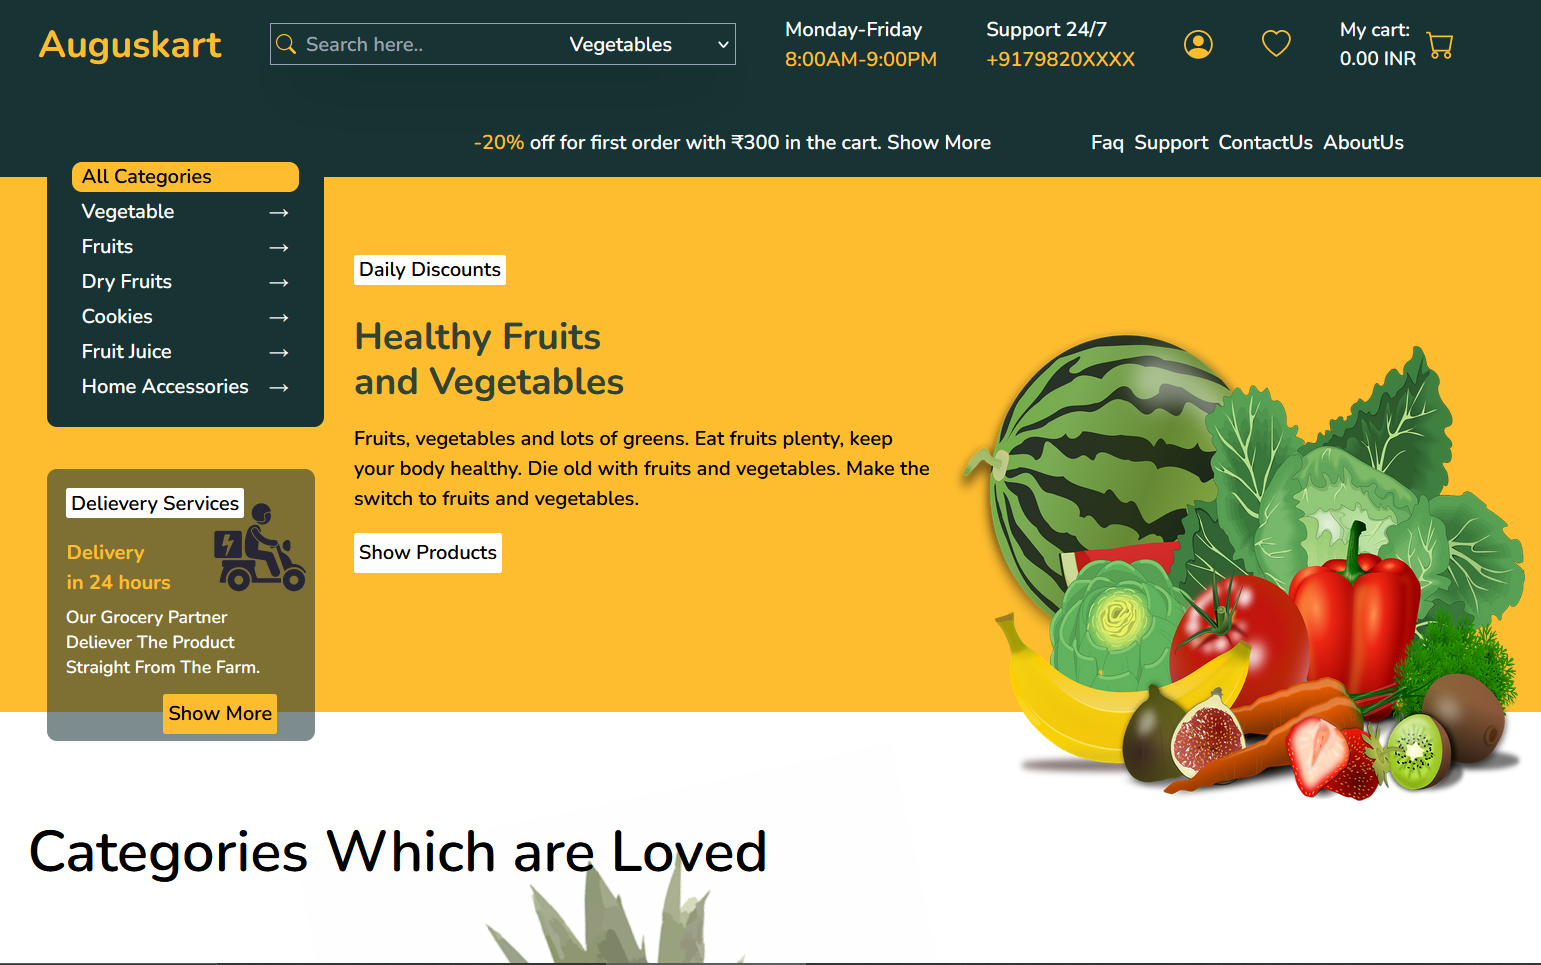 Auguskart
Search here..
Vegetables
Monday-Friday
8:00AM-9:00PM
Support 24/7
+9179820XXXX
My cart:
0.00 INR
-20% off for first order with ₹300 in the cart. Show More
Faq Support ContactUs AboutUs
All Categories
Vegetable →
Fruits →
Dry Fruits →
Cookies →
Fruit Juice →
Home Accessories →
Daily Discounts
Healthy Fruits
and Vegetables
Fruits, vegetables and lots of greens. Eat fruits plenty, keep
your body healthy. Die old with fruits and vegetables. Make the
switch to fruits and vegetables.
Show Products
Delievery Services
Delivery
in 24 hours
Our Grocery Partner
Deliever The Product
Straight From The Farm.
Show More
Categories Which are Loved